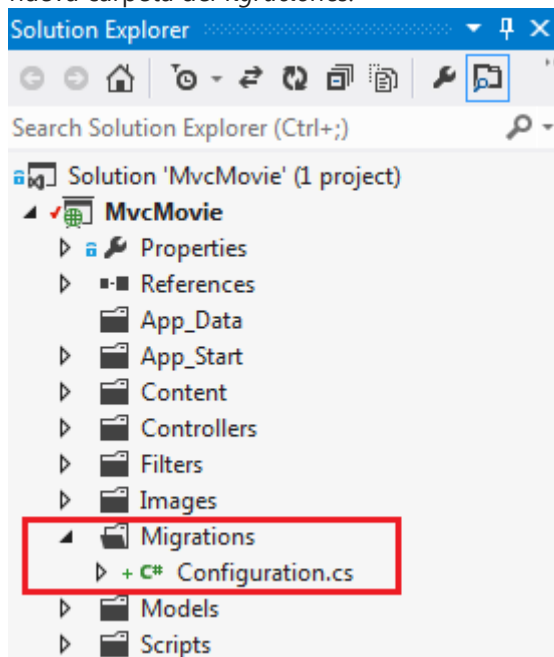 Solution Explorer
Search Solution Explorer (Ctrl+;)
Solution 'MvcMovie' (1 project)
MvcMovie
Properties
References
App_Data
App_Start
Content
Controllers
Filters
Images
Migrations
+ C# Configuration.cs
Models
Scripts